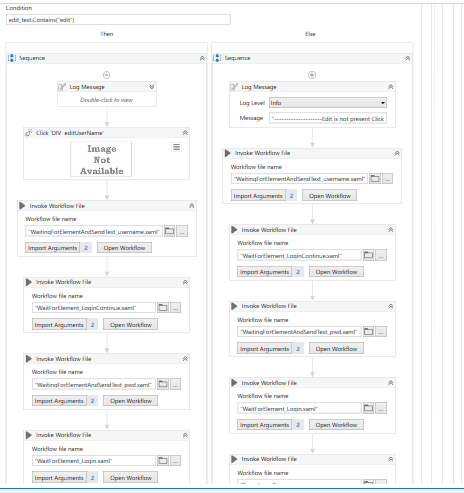 Condition
edit_text.Contains("edit")
Then
Else
Sequence
Log Message
Double-click to view
Click 'DIV editUserName'
Image
Not
Available
Invoke Workflow File
Workflow file name
"WaitingForElementAndSendText_username.xaml"
Import Arguments 2 Open Workflow
Invoke Workflow File
Workflow file name
"WaitForElement_LoginContinue.xaml"
Import Arguments 2 Open Workflow
Invoke Workflow File
Workflow file name
"WaitingForElementAndSendText_pwd.xaml"
Import Arguments 2 Open Workflow
Invoke Workflow File
Workflow file name
"WaitForElement_Login.xaml"
Import Arguments 2 Open Workflow
Sequence
Log Message
Log Level Info
Message "--------------------Edit is not present Click
Invoke Workflow File
Workflow file name
"WaitingForElementAndSendText_username.xaml"
Import Arguments 2 Open Workflow
Invoke Workflow File
Workflow file name
"WaitForElement_LoginContinue.xaml"
Import Arguments 2 Open Workflow
Invoke Workflow File
Workflow file name
"WaitingForElementAndSendText_pwd.xaml"
Import Arguments 2 Open Workflow
Invoke Workflow File
Workflow file name
"WaitForElement_Login.xaml"
Import Arguments 2 Open Workflow
Invoke Workflow File
Workflow file name